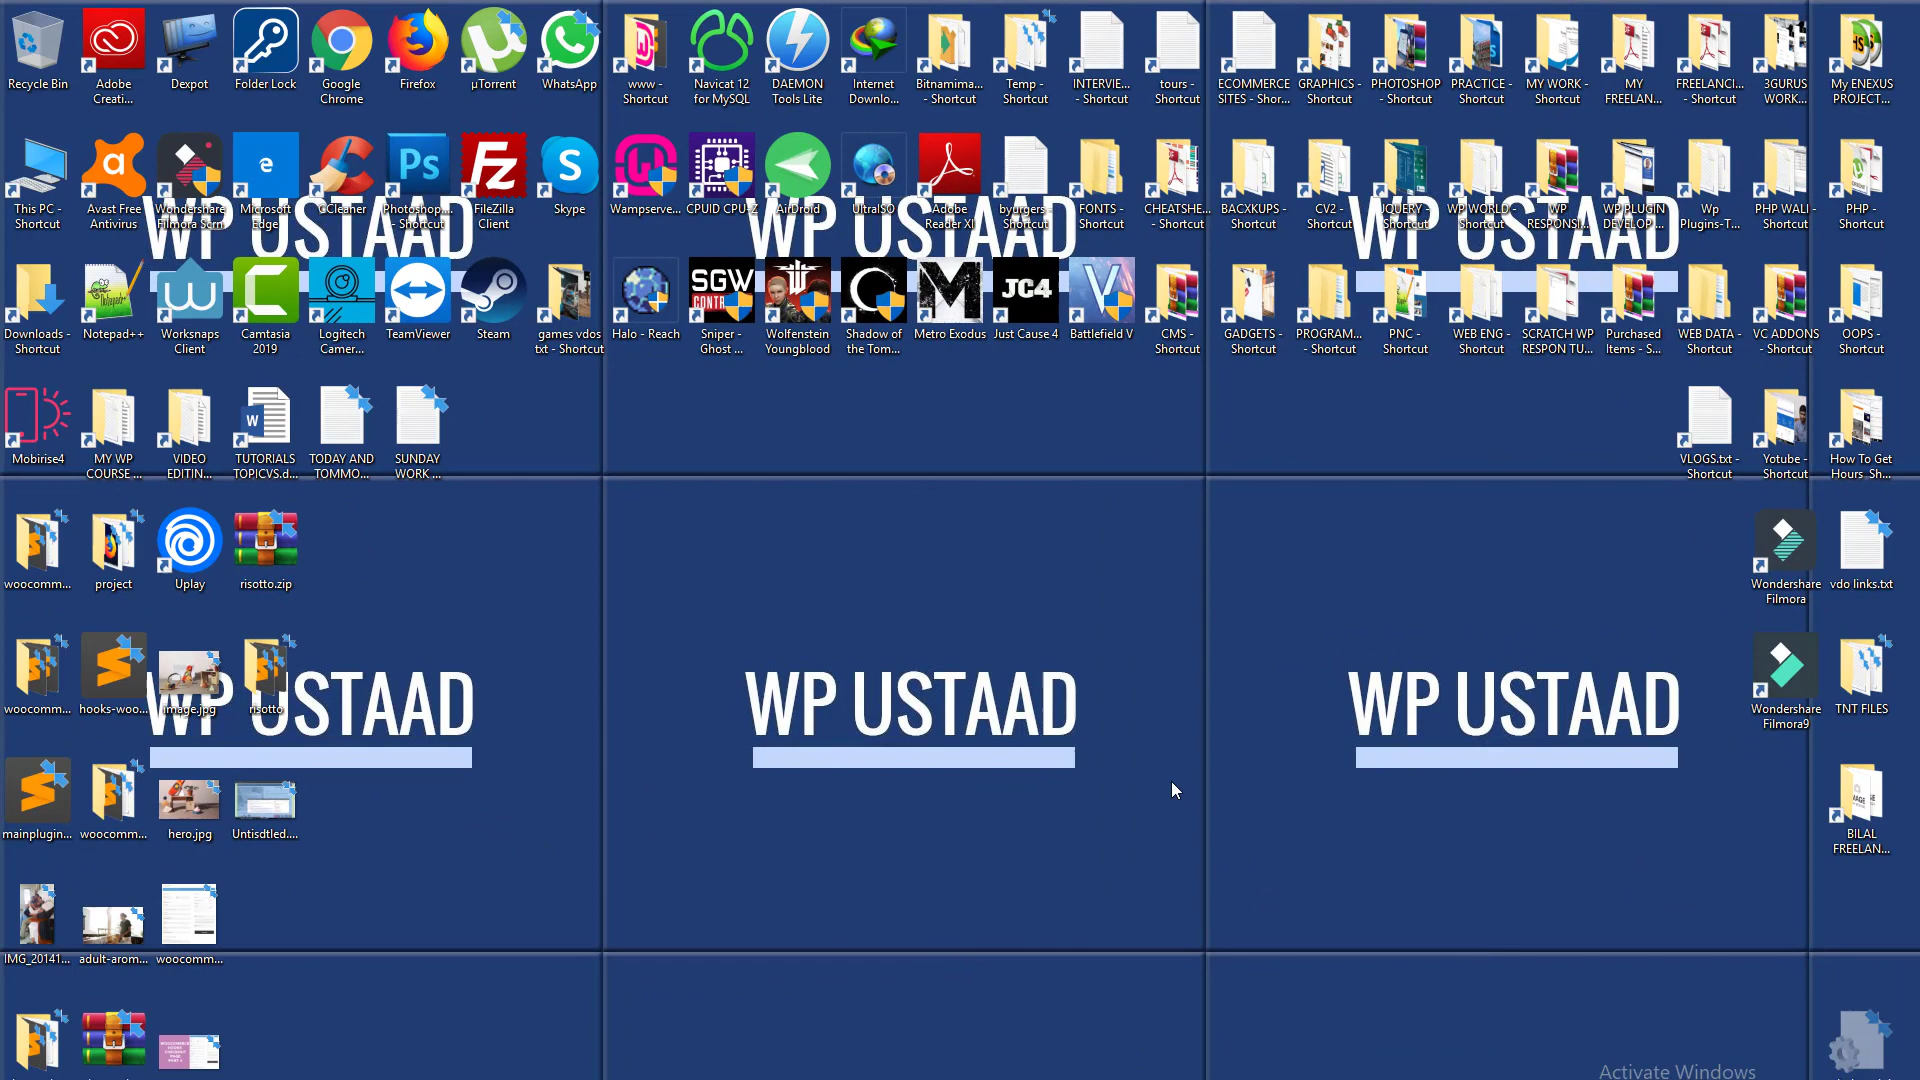 Recycle Bin
Adobe
Creati...
Dexpot
Folder Lock
Google
Chrome
Firefox
µTorrent
WhatsApp
www -
Shortcut
Navicat 12
for MySQL
DAEMON
Tools Lite
Internet
Downlo...
Bitnamima...
- Shortcut
Temp -
Shortcut
INTERVIE...
- Shortcut
tours -
Shortcut
ECOMMERCE
SITES - Shor...
GRAPHICS -
Shortcut
PHOTOSHOP
- Shortcut
PRACTICE -
Shortcut
MY WORK -
Shortcut
MY
FREELAN...
FREELANCI...
- Shortcut
3GURUS
WORK...
My ENEXUS
PROJECT...
This PC -
Shortcut
Avast Free
Antivirus
Wondershare
Filmora Scrn
Microsoft
Edge
CCleaner
Photoshop...
- Shortcut
FileZilla
Client
Skype
Wampserve...
CPUID CPU-Z
AirDroid
UltraISO
Adobe
Reader XI
byurgers -
Shortcut
FONTS -
Shortcut
CHEATSHE...
- Shortcut
BACXKUPS -
Shortcut
CV2 -
Shortcut
JQUERY -
Shortcut
WP WORLD -
Shortcut
WP
RESPONSI...
WP PLUGIN
DEVELOP...
Wp
Plugins-T...
PHP WALI -
Shortcut
PHP -
Shortcut
WP USTAAD
WP USTAAD
WP USTAAD
Downloads -
Shortcut
Notepad++
Worksnaps
Client
Camtasia
2019
Logitech
Camer...
TeamViewer
Steam
games vdos
txt - Shortcut
Halo - Reach
SGW
CONTR
Sniper -
Ghost ...
Wolfenstein
Youngblood
Shadow of
the Tom...
Metro Exodus
JC4
Just Cause 4
Battlefield V
CMS -
Shortcut
GADGETS -
Shortcut
PROGRAM...
- Shortcut
PNC -
Shortcut
WEB ENG -
Shortcut
SCRATCH WP
RESPON TU...
Purchased
Items - S...
WEB DATA -
Shortcut
VC ADDONS
- Shortcut
OOPS -
Shortcut
Mobirise4
MY WP
COURSE ...
VIDEO
EDITIN...
TUTORIALS
TOPICVS.d...
TODAY AND
TOMMO...
SUNDAY
WORK ...
VLOGS.txt -
Shortcut
Yotube -
Shortcut
How To Get
Hours Sh...
woocomm...
project
Uplay
risotto.zip
Wondershare
Filmora
vdo links.txt
woocomm...
hooks-woo...
image.jpg
risotto
Wondershare
Filmora9
TNT FILES
WP USTAAD
WP USTAAD
WP USTAAD
mainplugin...
woocomm...
hero.jpg
Untisdtled....
BILAL
FREELAN...
IMG_20141...
adult-arom...
woocomm...
Activate Windows